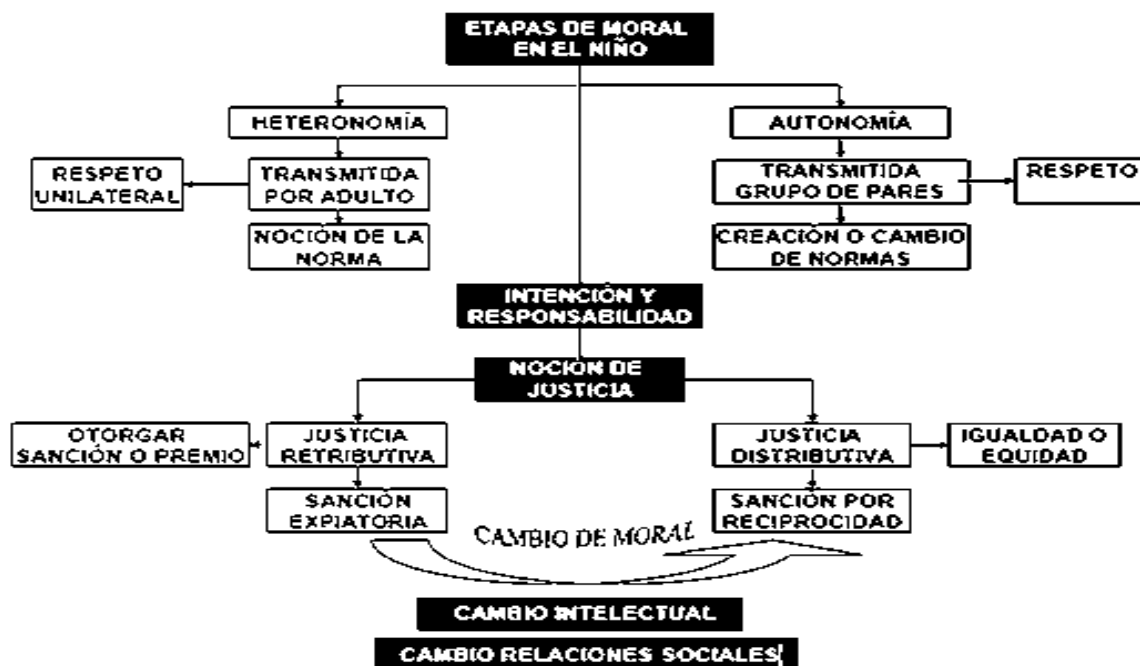 ETAPAS DE MORAL
EN EL NIÑO
HETERONOMÍA
AUTONOMÍA
RESPETO
UNILATERAL
TRANSMITIDA
POR ADULTO
TRANSMITIDA
GRUPO DE PARES
RESPETO
NOCIÓN DE LA
NORMA
CREACIÓN O CAMBIO
DE NORMAS
INTENCIÓN Y
RESPONSABILIDAD
NOCIÓN DE
JUSTICIA
OTORGAR
SANCIÓN O PREMIO
JUSTICIA
RETRIBUTIVA
JUSTICIA
DISTRIBUTIVA
IGUALDAD O
EQUIDAD
SANCIÓN
EXPIATORIA
SANCIÓN POR
RECIPROCIDAD
CAMBIO DE MORAL
CAMBIO INTELECTUAL
CAMBIO RELACIONES SOCIALES